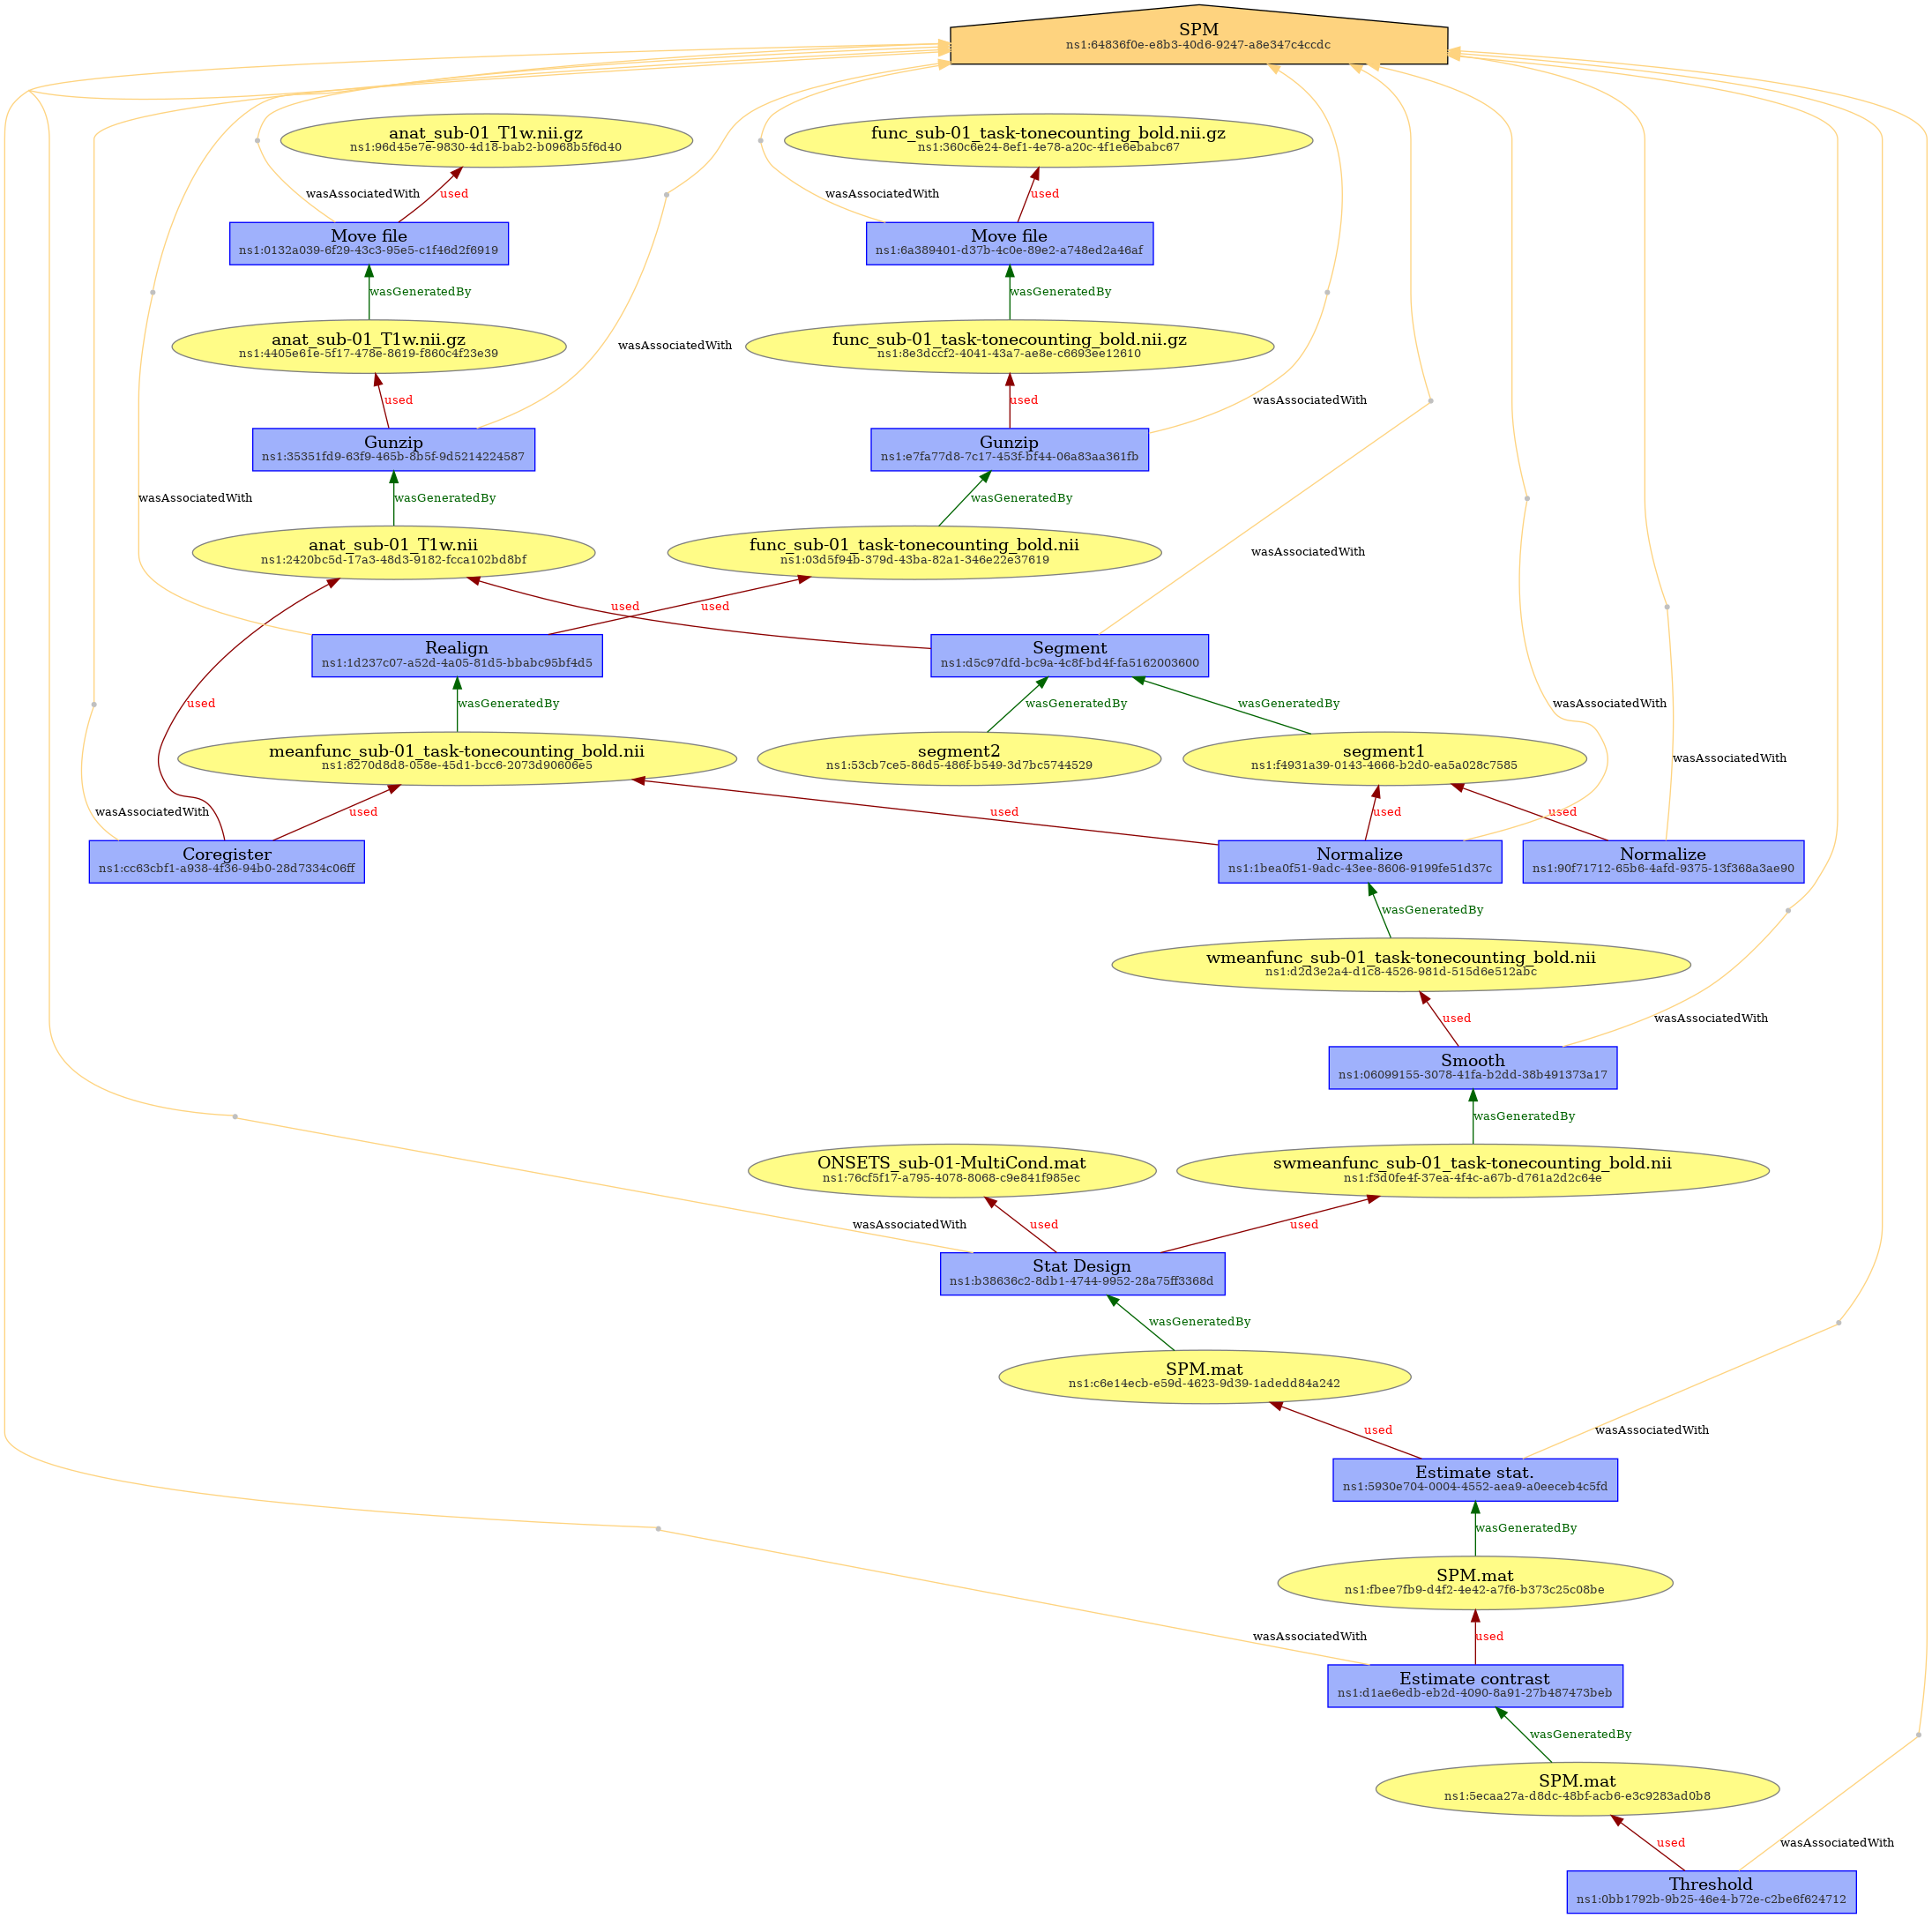 SPM
ns1:64836f0e-e8b3-40d6-9247-a8e347c4ccdc
anat_sub-01_T1w.nii.gz
ns1:96d45e7e-9830-4d18-bab2-b0968b5f6d40
func_sub-01_task-tonecounting_bold.nii.gz
ns1:360c6e24-8ef1-4e78-a20c-4f1e6ebabc67
wasAssociatedWith
used
wasAssociatedWith
used
Move file
ns1:0132a039-6f29-43c3-95e5-c1f46d2f6919
Move file
ns1:6a389401-d37b-4c0e-89e2-a748ed2a46af
wasGeneratedBy
wasGeneratedBy
anat_sub-01_T1w.nii.gz
ns1:4405e61e-5f17-478e-8619-f860c4f23e39
wasAssociatedWith
func_sub-01_task-tonecounting_bold.nii.gz
ns1:8e3dccf2-4041-43a7-ae8e-c6693ee12610
used
used
wasAssociatedWith
Gunzip
ns1:35351fd9-63f9-465b-8b5f-9d5214224587
Gunzip
ns1:e7fa77d8-7c17-453f-bf44-06a83aa361fb
wasAssociatedWith
wasGeneratedBy
wasGeneratedBy
anat_sub-01_T1w.nii
ns1:2420bc5d-17a3-48d3-9182-fcca102bd8bf
func_sub-01_task-tonecounting_bold.nii
ns1:03d5f94b-379d-43ba-82a1-346e22e37619
wasAssociatedWith
used
used
Realign
ns1:1d237c07-a52d-4a05-81d5-bbabc95bf4d5
Segment
ns1:d5c97dfd-bc9a-4c8f-bd4f-fa5162003600
used
wasGeneratedBy
wasGeneratedBy
wasGeneratedBy
wasAssociatedWith
meanfunc_sub-01_task-tonecounting_bold.nii
ns1:8270d8d8-058e-45d1-bcc6-2073d90606e5
segment2
ns1:53cb7ce5-86d5-486f-b549-3d7bc5744529
segment1
ns1:f4931a39-0143-4666-b2d0-ea5a028c7585
wasAssociatedWith
wasAssociatedWith
used
used
used
used
Coregister
ns1:cc63cbf1-a938-4f36-94b0-28d7334c06ff
Normalize
ns1:1bea0f51-9adc-43ee-8606-9199fe51d37c
Normalize
ns1:90f71712-65b6-4afd-9375-13f368a3ae90
wasGeneratedBy
wmeanfunc_sub-01_task-tonecounting_bold.nii
ns1:d2d3e2a4-d1c8-4526-981d-515d6e512abc
used
wasAssociatedWith
Smooth
ns1:06099155-3078-41fa-b2dd-38b491373a17
wasGeneratedBy
ONSETS_sub-01-MultiCond.mat
ns1:76cf5f17-a795-4078-8068-c9e841f985ec
swmeanfunc_sub-01_task-tonecounting_bold.nii
ns1:f3d0fe4f-37ea-4f4c-a67b-d761a2d2c64e
wasAssociatedWith
used
used
Stat Design
ns1:b38636c2-8db1-4744-9952-28a75ff3368d
wasGeneratedBy
SPM.mat
ns1:c6e14ecb-e59d-4623-9d39-1adedd84a242
used
wasAssociatedWith
Estimate stat.
ns1:5930e704-0004-4552-aea9-a0eeceb4c5fd
wasGeneratedBy
SPM.mat
ns1:fbee7fb9-d4f2-4e42-a7f6-b373c25c08be
wasAssociatedWith
used
Estimate contrast
ns1:d1ae6edb-eb2d-4090-8a91-27b487473beb
wasGeneratedBy
SPM.mat
ns1:5ecaa27a-d8dc-48bf-acb6-e3c9283ad0b8
used
wasAssociatedWith
Threshold
ns1:0bb1792b-9b25-46e4-b72e-c2be6f624712